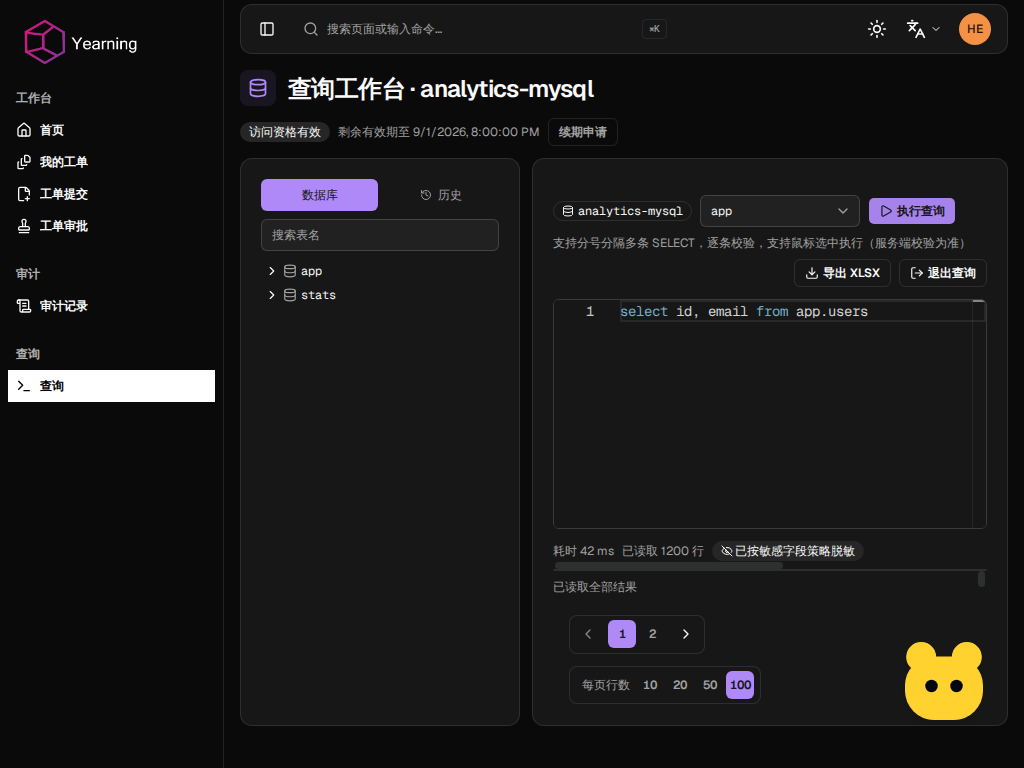 Yearning
工作台
首页
我的工单
工单提交
工单审批
审计
审计记录
查询
查询
搜索页面或输入命令...
⌘K
HE
查询工作台 · analytics-mysql
访问资格有效
剩余有效期至 9/1/2026, 8:00:00 PM
续期申请
数据库
历史
搜索表名
app
stats
analytics-mysql
app
执行查询
支持分号分隔多条 SELECT，逐条校验，支持鼠标选中执行（服务端校验为准）
导出 XLSX
退出查询
1
select id, email from app.users
耗时 42 ms 已读取 1200 行
已按敏感字段策略脱敏
已读取全部结果
1 2
每页行数 10 20 50 100